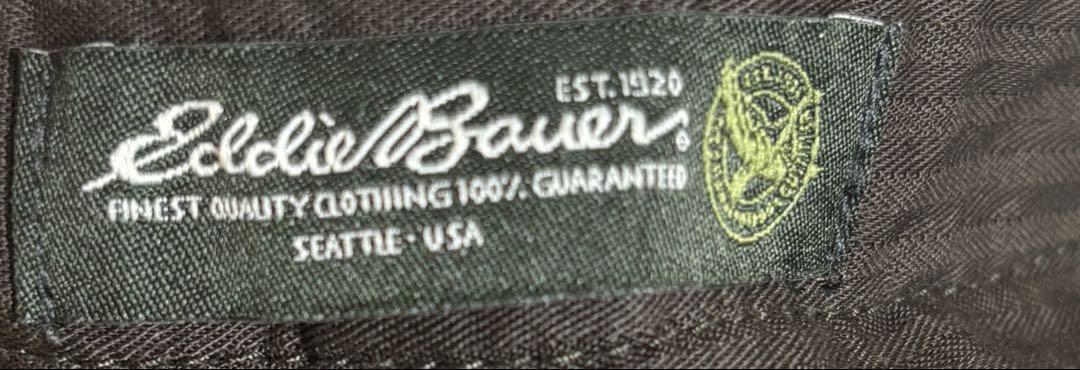 EST. 1920
Eddie Bauer®
FINEST QUALITY CLOTHING 100% GUARANTEED
SEATTLE · USA